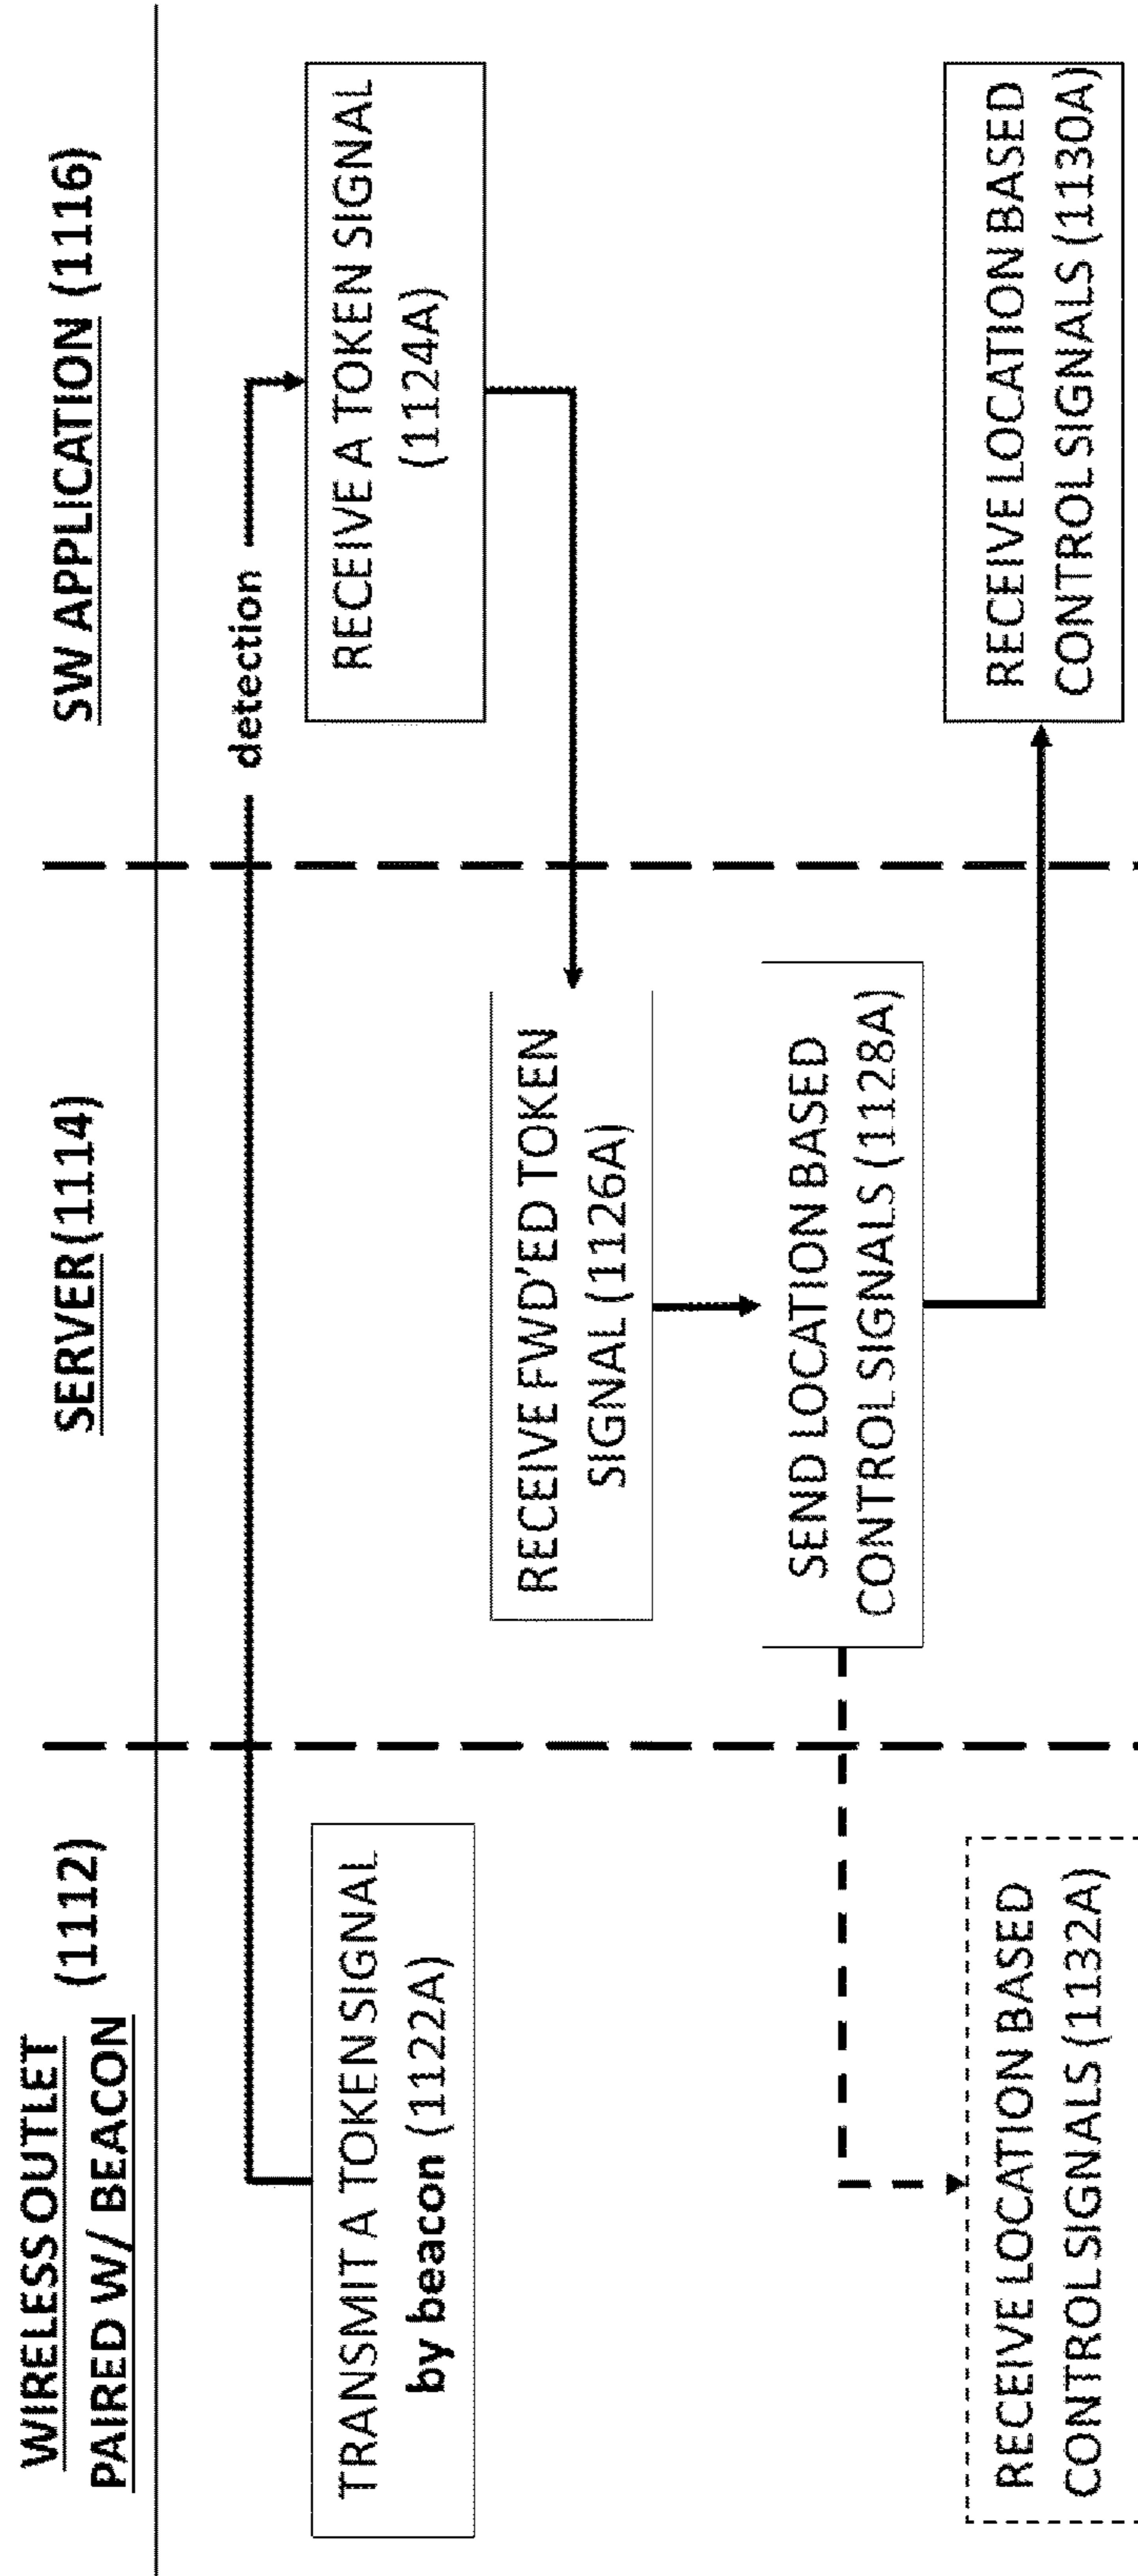 WIRELESS OUTLET
PAIRED W/ BEACON
(1112)
SERVER(1114)
SW APPLICATION (1116)
detection
TRANSMIT A TOKEN SIGNAL
by beacon (1122A)
RECEIVE A TOKEN SIGNAL
(1124A)
RECEIVE FWD'ED TOKEN
SIGNAL (1126A)
SEND LOCATION BASED
CONTROL SIGNALS (1128A)
RECEIVE LOCATION BASED
CONTROL SIGNALS (1132A)
RECEIVE LOCATION BASED
CONTROL SIGNALS (1130A)